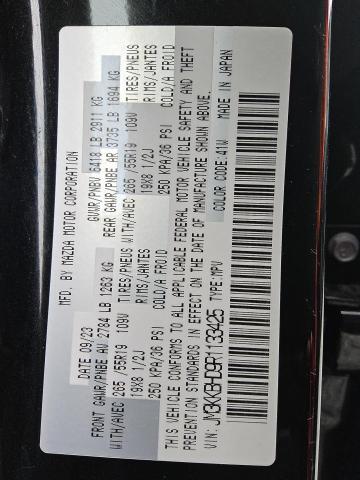 MFD. BY MAZDA MOTOR CORPORATION
DATE 09/23 GVWR/PNBV 6418 LB 2911 KG
FRONT GAWR/PNBE AV 2784 LB 1263 KG REAR GAWR/PNBE AR 3735 LB 1694 KG
WITH/AVEC 265 /55R19 109V TIRES/PNEUS WITH/AVEC 265 /55R19 109V TIRES/PNEUS
19X8 1/2J RIMS/JANTES 19X8 1/2J RIMS/JANTES
250 KPA/36 PSI COLD/A FROID 250 KPA/36 PSI COLD/A FROID
THIS VEHICLE CONFORMS TO ALL APPLICABLE FEDERAL MOTOR VEHICLE SAFETY AND THEFT
PREVENTION STANDARDS IN EFFECT ON THE DATE OF MANUFACTURE SHOWN ABOVE.
VIN: JM3KKBHD9R1133425 TYPE: MPV COLOR CODE: 41W MADE IN JAPAN